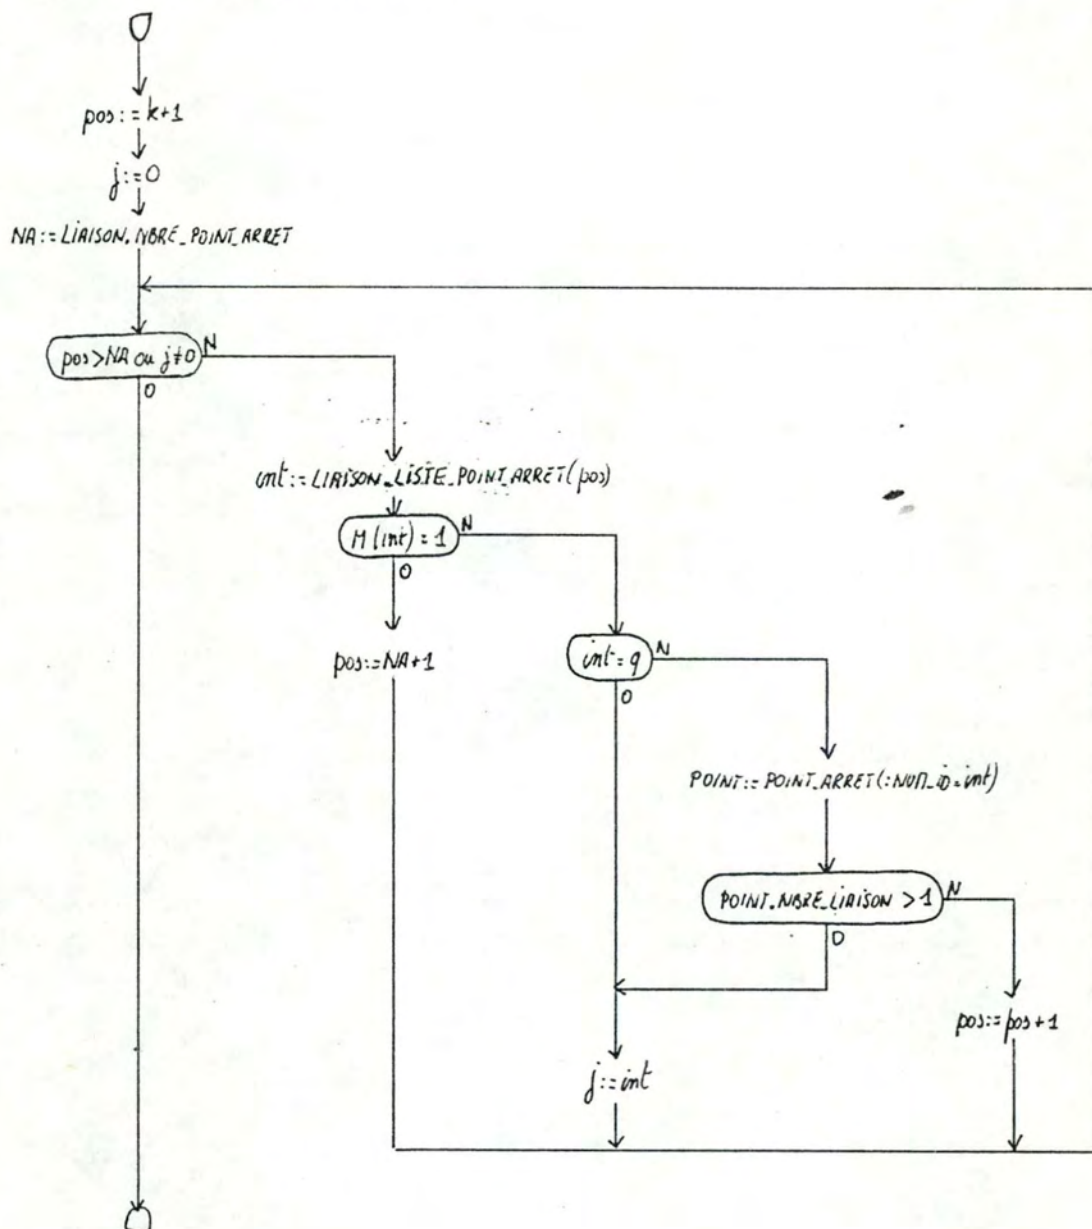 pos:=k+1
j:=0
NA:=LIAISON.NBRE_POINT_ARRET
pos>NA ou j≠0
N
O
int:=LIAISON_LISTE_POINT_ARRET(pos)
M(int)=1
N
O
pos:=NA+1
int=q
N
O
POINT:=POINT_ARRET(:NUM_ID=int)
POINT.NBRE_LIAISON >1
N
O
pos:=pos+1
j:=int